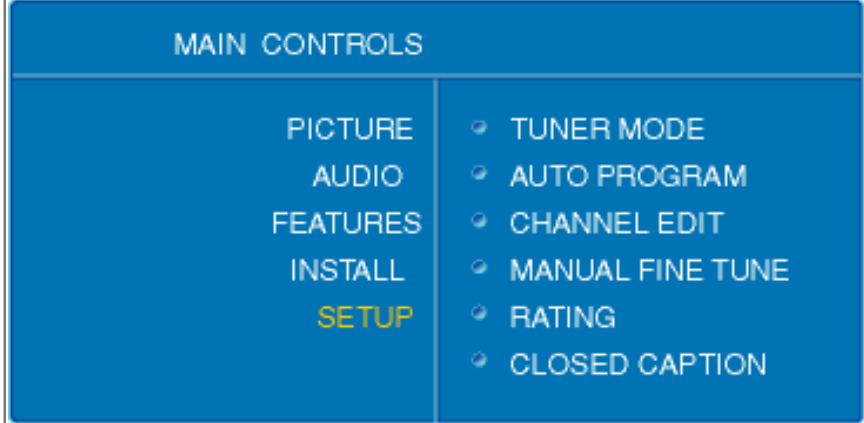 MAIN CONTROLS
PICTURE
AUDIO
FEATURES
INSTALL
SETUP
TUNER MODE
AUTO PROGRAM
CHANNEL EDIT
MANUAL FINE TUNE
RATING
CLOSED CAPTION